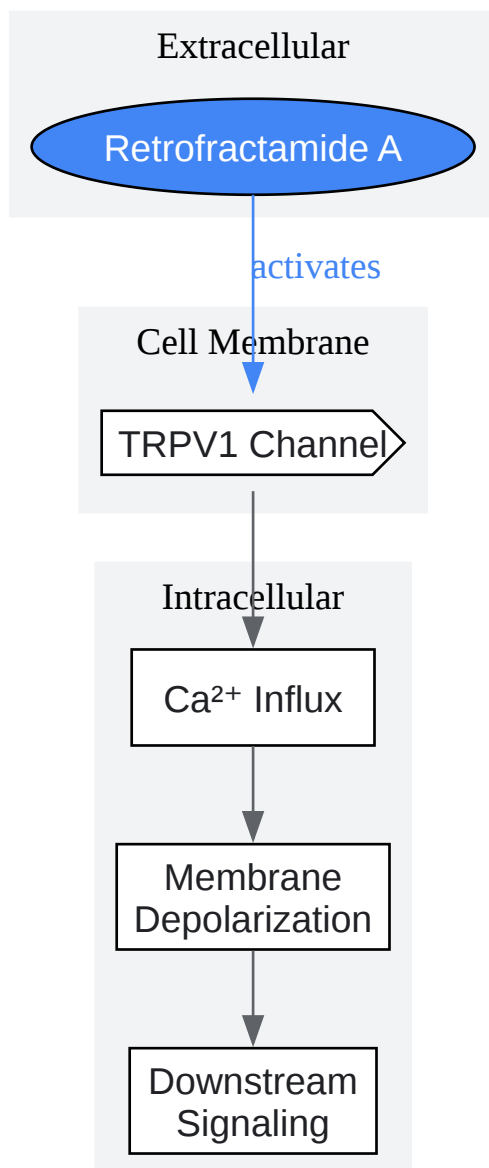 Extracellular
Retrofractamide A
activates
Cell Membrane
TRPV1 Channel
Intracellular
Ca²⁺ Influx
Membrane
Depolarization
Downstream
Signaling